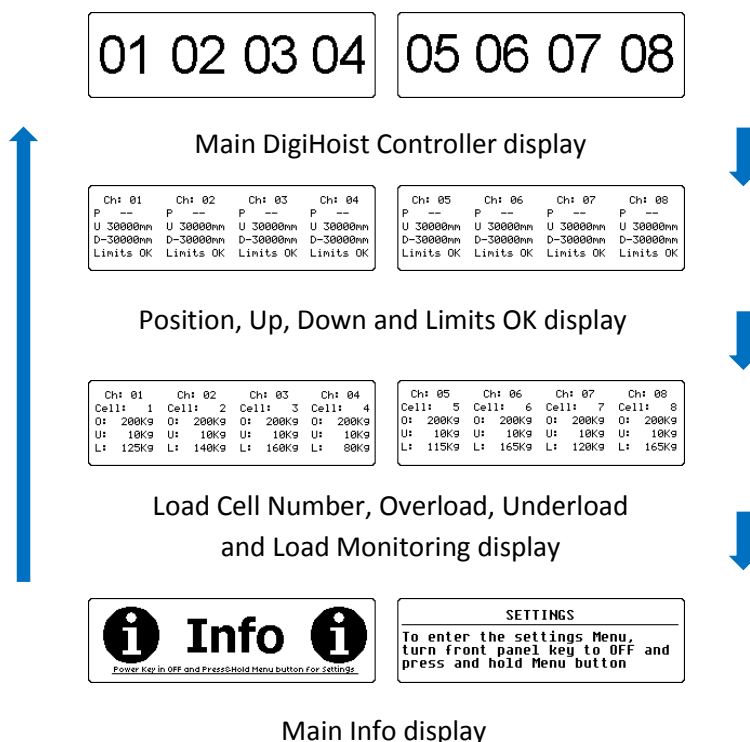 01 02 03 04 05 06 07 08
Main DigiHoist Controller display
Ch: 01 Ch: 02 Ch: 03 Ch: 04 Ch: 05 Ch: 06 Ch: 07 Ch: 08
P -- P -- P -- P -- P -- P -- P -- P --
U 30000mm U 30000mm U 30000mm U 30000mm U 30000mm U 30000mm U 30000mm U 30000mm
D-30000mm D-30000mm D-30000mm D-30000mm D-30000mm D-30000mm D-30000mm D-30000mm
Limits OK Limits OK Limits OK Limits OK Limits OK Limits OK Limits OK Limits OK
Position, Up, Down and Limits OK display
Ch: 01 Ch: 02 Ch: 03 Ch: 04 Ch: 05 Ch: 06 Ch: 07 Ch: 08
Cell: 1 Cell: 2 Cell: 3 Cell: 4 Cell: 5 Cell: 6 Cell: 7 Cell: 8
O: 200Kg O: 200Kg O: 200Kg O: 200Kg O: 200Kg O: 200Kg O: 200Kg O: 200Kg
U: 10Kg U: 10Kg U: 10Kg U: 10Kg U: 10Kg U: 10Kg U: 10Kg U: 10Kg
L: 125Kg L: 140Kg L: 160Kg L: 80Kg L: 115Kg L: 165Kg L: 120Kg L: 165Kg
Load Cell Number, Overload, Underload
and Load Monitoring display
i Info i
Power Key in OFF and Press&Hold Menu button for Settings
SETTINGS
To enter the settings Menu,
turn front panel key to OFF and
press and hold Menu button
Main Info display